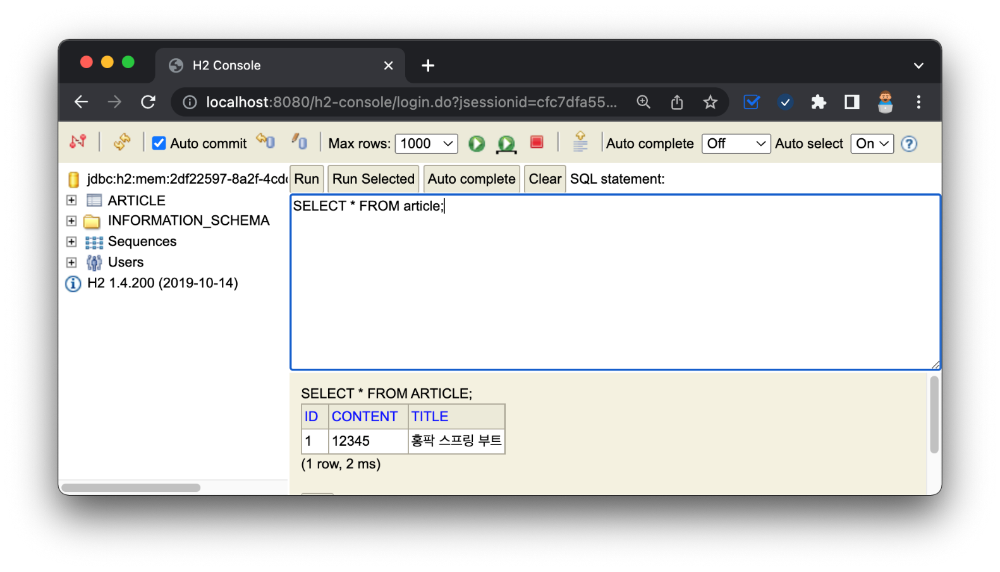 H2 Console
localhost:8080/h2-console/login.do?jsessionid=cfc7dfa55...
Auto commit
Max rows: 1000
Auto complete Off
Auto select On
jdbc:h2:mem:2df22597-8a2f-4cd
ARTICLE
INFORMATION_SCHEMA
Sequences
Users
H2 1.4.200 (2019-10-14)
Run
Run Selected
Auto complete
Clear
SQL statement:
SELECT * FROM article;
SELECT * FROM ARTICLE;
ID CONTENT TITLE
1 12345 홍팍 스프링 부트
(1 row, 2 ms)